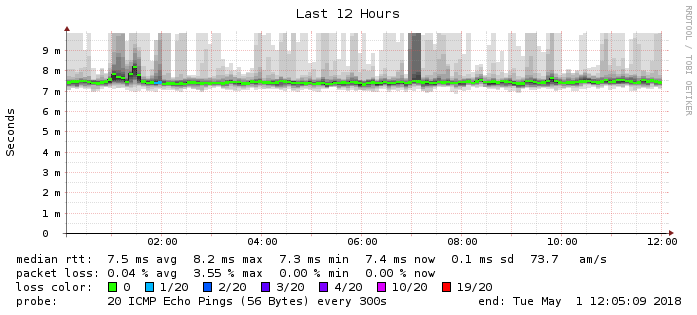 Last 12 Hours
RRDTOOL / TOBI OETIKER
Seconds
9 m
8 m
7 m
6 m
5 m
4 m
3 m
2 m
1 m
0
02:00 04:00 06:00 08:00 10:00 12:00
median rtt: 7.5 ms avg 8.2 ms max 7.3 ms min 7.4 ms now 0.1 ms sd 73.7 am/s
packet loss: 0.04 % avg 3.55 % max 0.00 % min 0.00 % now
loss color: 0 1/20 2/20 3/20 4/20 10/20 19/20
probe: 20 ICMP Echo Pings (56 Bytes) every 300s end: Tue May 1 12:05:09 2018